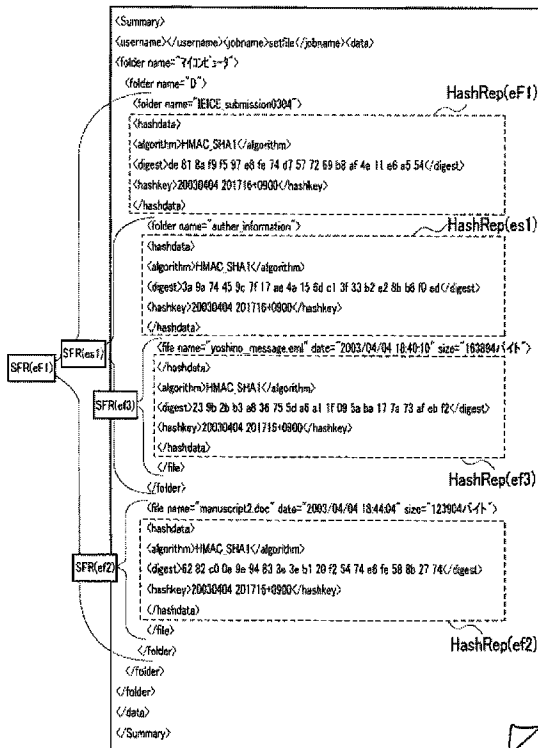 <Summary>
<username></username><jobname>setfile</jobname><data>
<folder name="マイコンピュータ">
<folder name="D">
HashRep(eF1)
<folder name="IEICE_submission0304">
<hashdata>
<algorithm>HMAC_SHA1</algorithm>
<digest>de 81 8a f9 f5 97 e8 fe 74 d7 57 72 69 b8 af 4e 11 e6 a5 54</digest>
<hashkey>20030404 201716+0900</hashkey>
</hashdata>
HashRep(es1)
<folder name="auther_information">
<hashdata>
<algorithm>HMAC_SHA1</algorithm>
<digest>3a 9a 74 45 9c 7f 17 ae 4a 15 6d c1 3f 33 b2 e2 8b b8 f0 ed</digest>
<hashkey>20030404 201716+0900</hashkey>
</hashdata>
<file name="yoshino_message.eml" date="2003/04/04 18:40:10" size="163894バイト">
SFR(es1)
SFR(eF1)
</hashdata>
<algorithm>HMAC_SHA1</algorithm>
SFR(ef3)
<digest>23 9b 2b b3 a8 36 75 5d a6 a1 1f 09 5a ba 17 7a 73 af eb f2</digest>
<hashkey>20030404 201716+0900</hashkey>
</hashdata>
</file>
HashRep(ef3)
</folder>
<file name="manuscript2.doc" date="2003/04/04 18:44:04" size="123904バイト">
<hashdata>
<algorithm>HMAC_SHA1</algorithm>
SFR(ef2)
<digest>62 82 c0 0e 9e 94 83 3e 3e b1 20 f2 54 74 e6 fe 58 8b 27 74</digest>
<hashkey>20030404 201716+0900</hashkey>
</hashdata>
</file>
HashRep(ef2)
</folder>
</folder>
</folder>
</data>
</Summary>